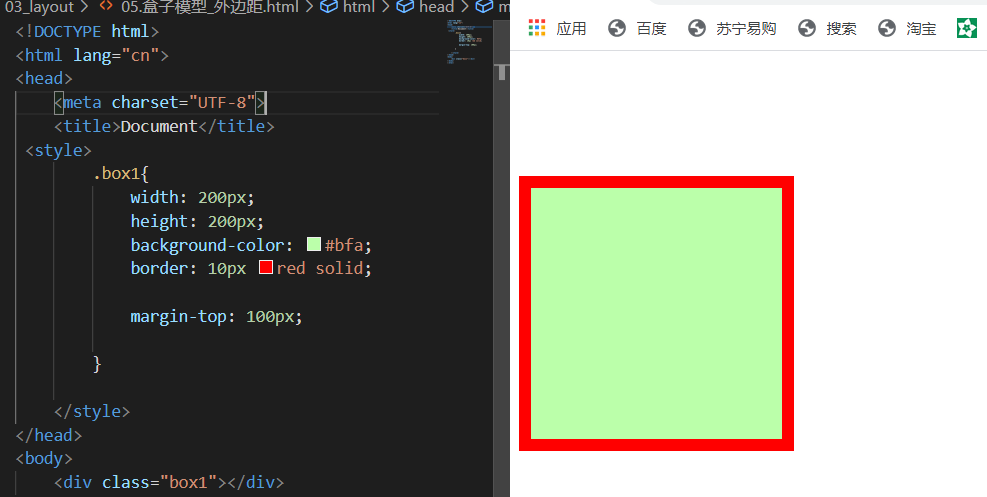 03_layout > <> 05.盒子模型_外边距.html > html > head > m
<!DOCTYPE html>
<html lang="cn">
<head>
<meta charset="UTF-8">
<title>Document</title>
<style>
.box1{
width: 200px;
height: 200px;
background-color: #bfa;
border: 10px red solid;
margin-top: 100px;
}
</style>
</head>
<body>
<div class="box1"></div>
应用 百度 苏宁易购 搜索 淘宝